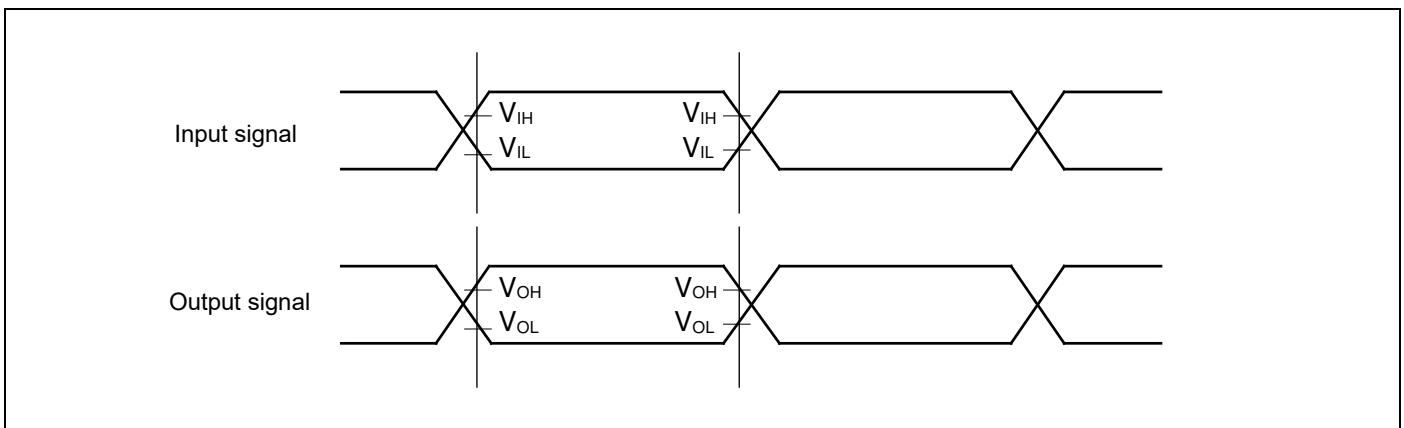 Input signal
VIH VIH
VIL VIL
Output signal
VOH VOH
VOL VOL